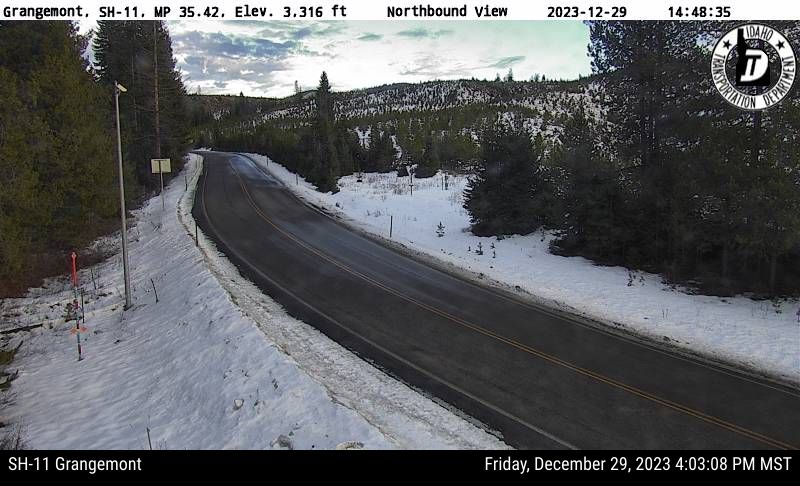 Grangemont, SH-11, MP 35.42, Elev. 3,316 ft Northbound View 2023-12-29 14:48:35
IDAHO
TRANSPORTATION DEPARTMENT
SH-11 Grangemont Friday, December 29, 2023 4:03:08 PM MST